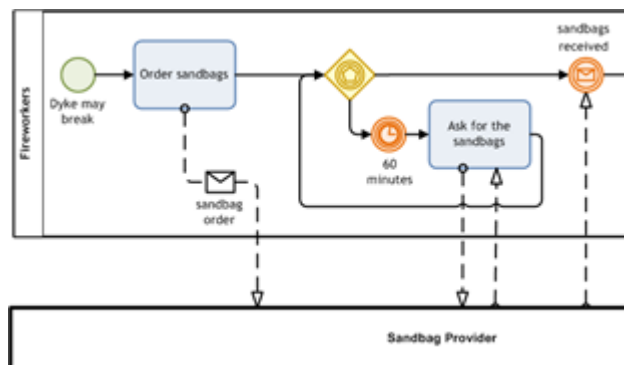 sandbags
received
Order sandbags
Dyke may
break
Fireworkers
Ask for the
sandbags
60
minutes
sandbag
order
Sandbag Provider